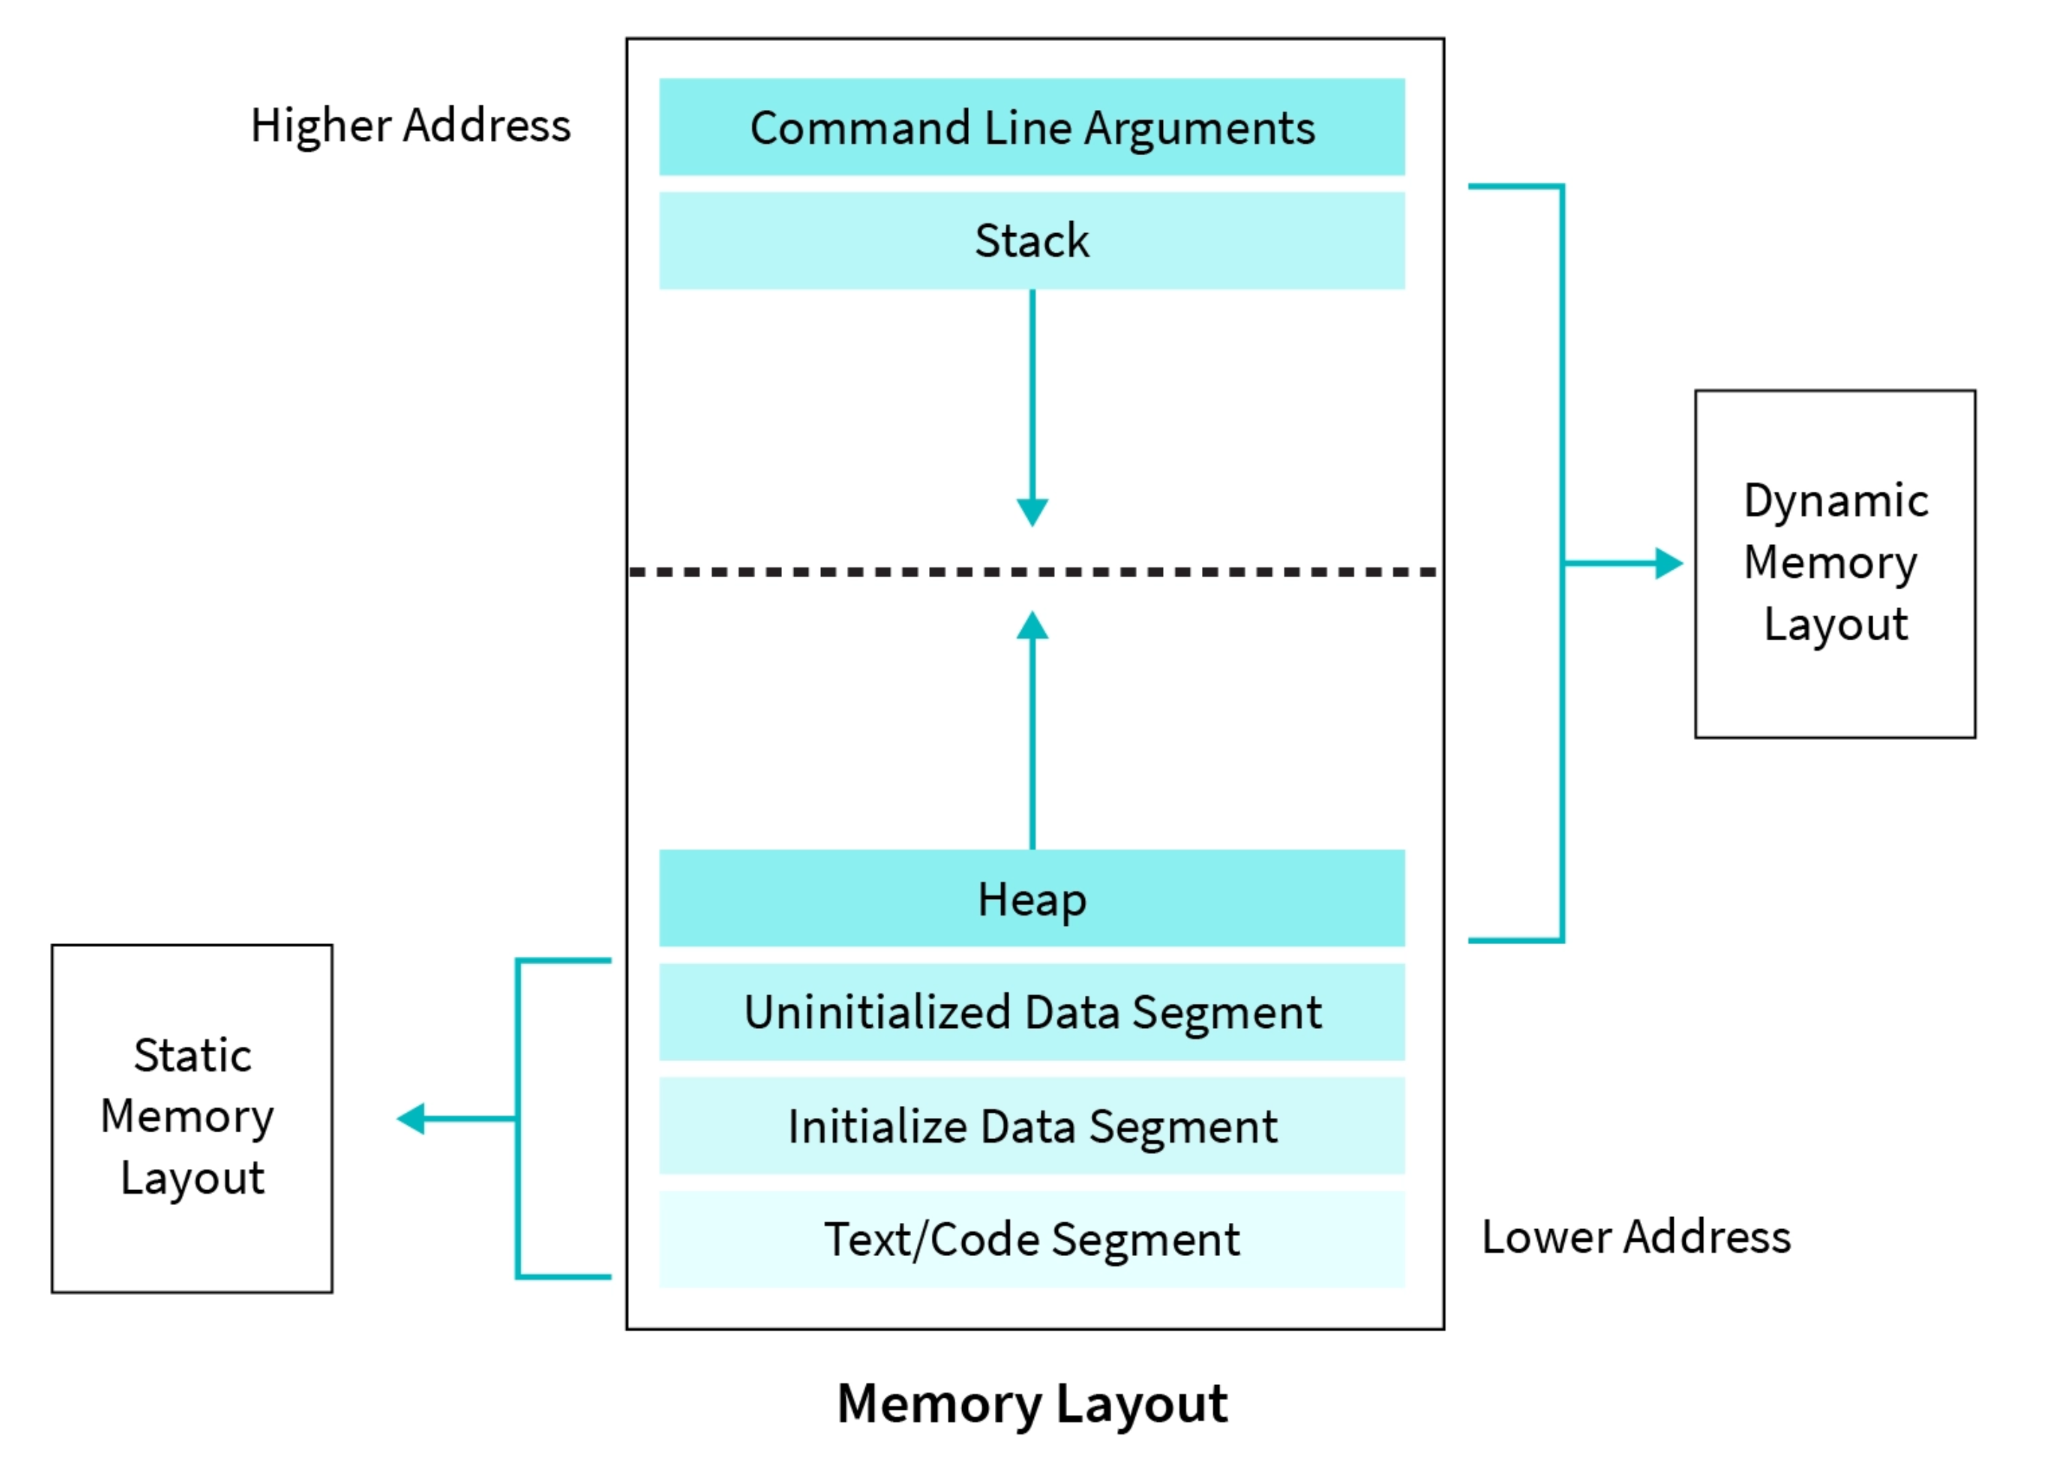 Higher Address
Command Line Arguments
Stack
Dynamic
Memory
Layout
Heap
Uninitialized Data Segment
Static
Memory
Layout
Initialize Data Segment
Text/Code Segment
Lower Address
Memory Layout